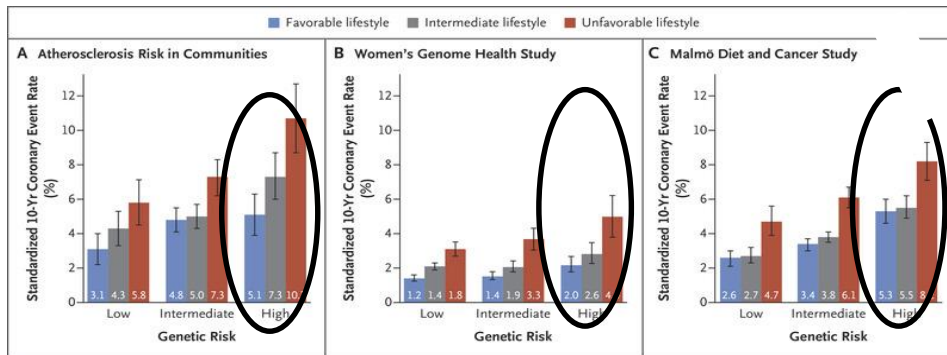 Favorable lifestyle Intermediate lifestyle Unfavorable lifestyle
A Atherosclerosis Risk in Communities
Standardized 10-Yr Coronary Event Rate
(%)
12
10
8
6
4
2
0
3.1 4.3 5.8 4.8 5.0 7.3 5.1 7.3
Low Intermediate High
Genetic Risk
B Women's Genome Health Study
Standardized 10-Yr Coronary Event Rate
(%)
12
10
8
6
4
2
0
1.2 1.4 1.8 1.4 1.9 3.3 2.0 2.6
Low Intermediate High
Genetic Risk
C Malmö Diet and Cancer Study
Standardized 10-Yr Coronary Event Rate
(%)
12
10
8
6
4
2
0
2.6 2.7 4.7 3.4 3.8 6.1 5.3 5.5
Low Intermediate High
Genetic Risk